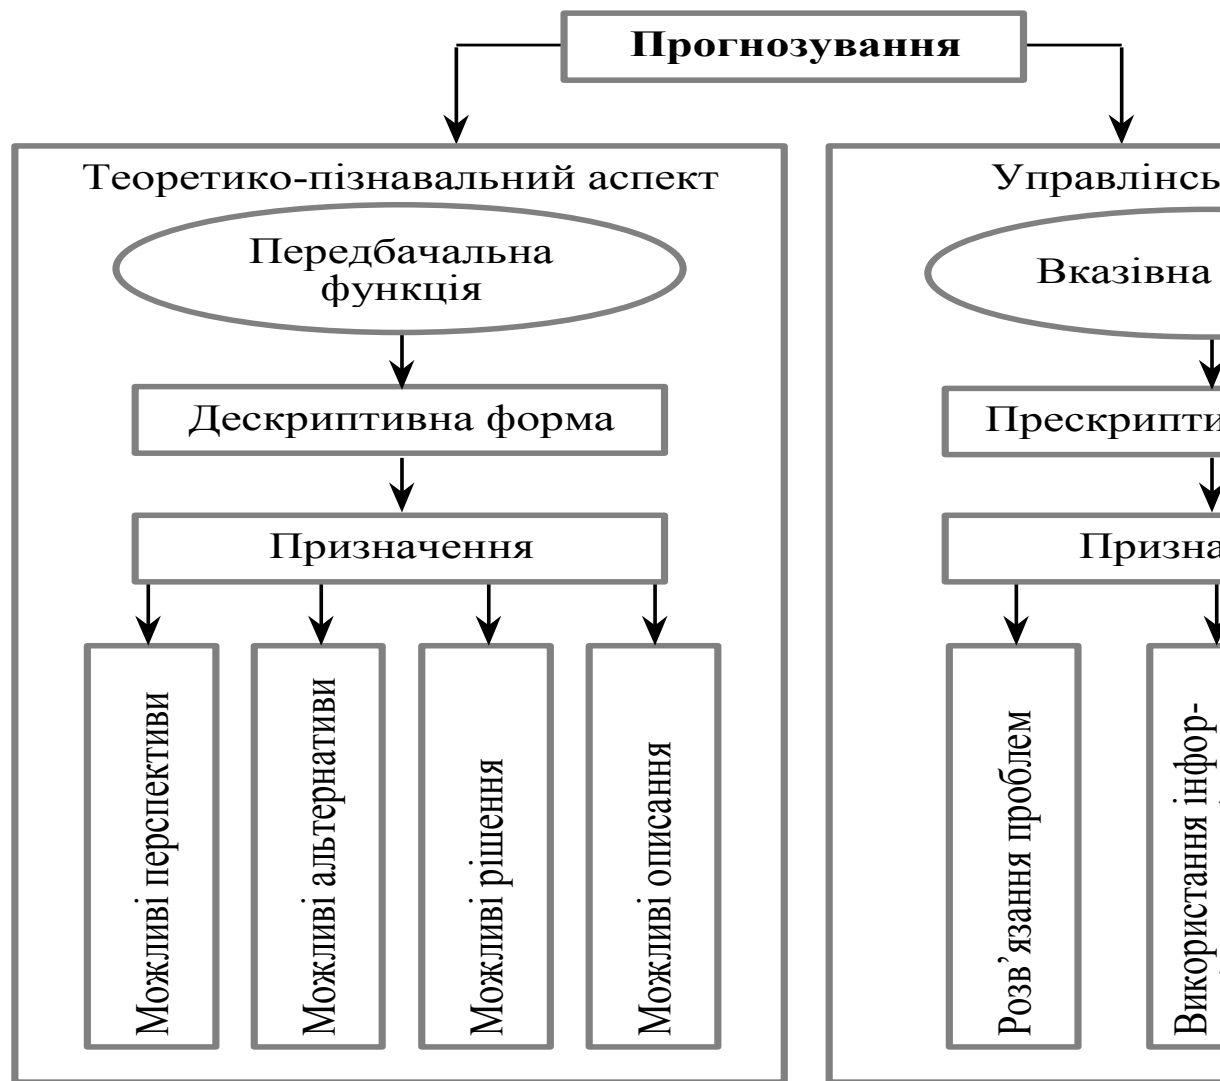 Прогнозування
Теоретико-пізнавальний аспект
Передбачальна
функція
Дескриптивна форма
Призначення
Можливі перспективи
Можливі альтернативи
Можливі рішення
Можливі описання
Управлінсь
Вказівна
Прескрипти
Призна
Розв’язання проблем
Використання інфор-